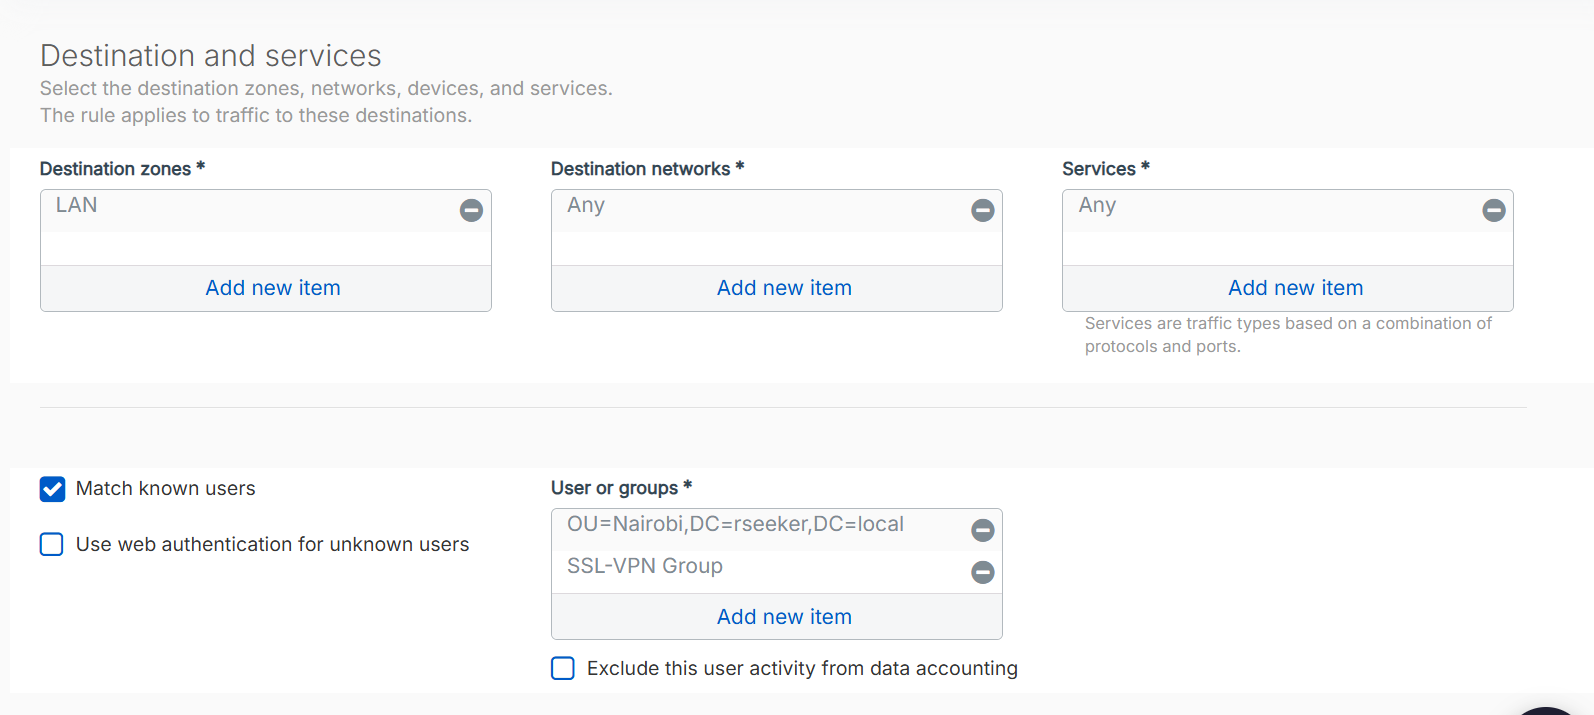 Destination and services
Select the destination zones, networks, devices, and services.
The rule applies to traffic to these destinations.
Destination zones *
LAN
Add new item
Destination networks *
Any
Add new item
Services *
Any
Add new item
Services are traffic types based on a combination of
protocols and ports.
Match known users
Use web authentication for unknown users
User or groups *
OU=Nairobi,DC=rseeker,DC=local
SSL-VPN Group
Add new item
Exclude this user activity from data accounting